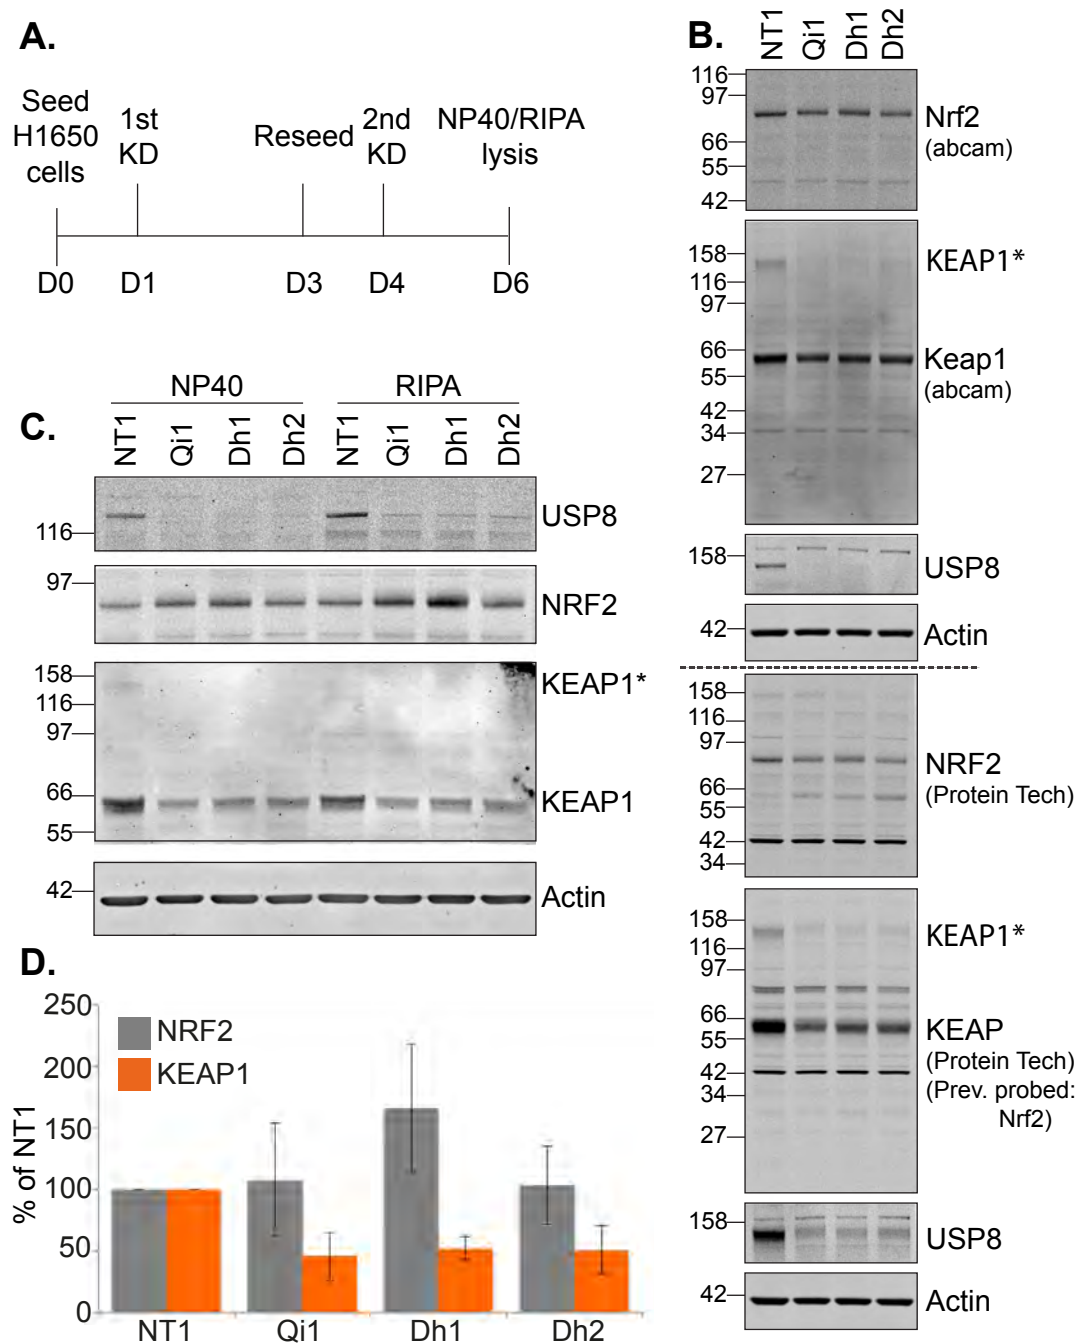 A.
Seed
H1650
cells
1st
KD
Reseed
2nd
KD
NP40/RIPA
lysis
D0
D1
D3
D4
D6
B.
NT1
Qi1
Dh1
Dh2
116
97
66
55
42
Nrf2
(abcam)
158
116
97
66
55
42
34
27
KEAP1*
Keap1
(abcam)
158
USP8
42
Actin
158
116
97
66
55
42
34
NRF2
(Protein Tech)
158
116
97
66
55
42
34
27
KEAP1*
KEAP
(Protein Tech)
(Prev. probed:
Nrf2)
158
USP8
42
Actin
C.
NP40
RIPA
NT1
Qi1
Dh1
Dh2
NT1
Qi1
Dh1
Dh2
116
USP8
97
NRF2
158
116
97
66
55
KEAP1*
KEAP1
42
Actin
D.
% of NT1
250
200
150
100
50
0
NRF2
KEAP1
NT1
Qi1
Dh1
Dh2